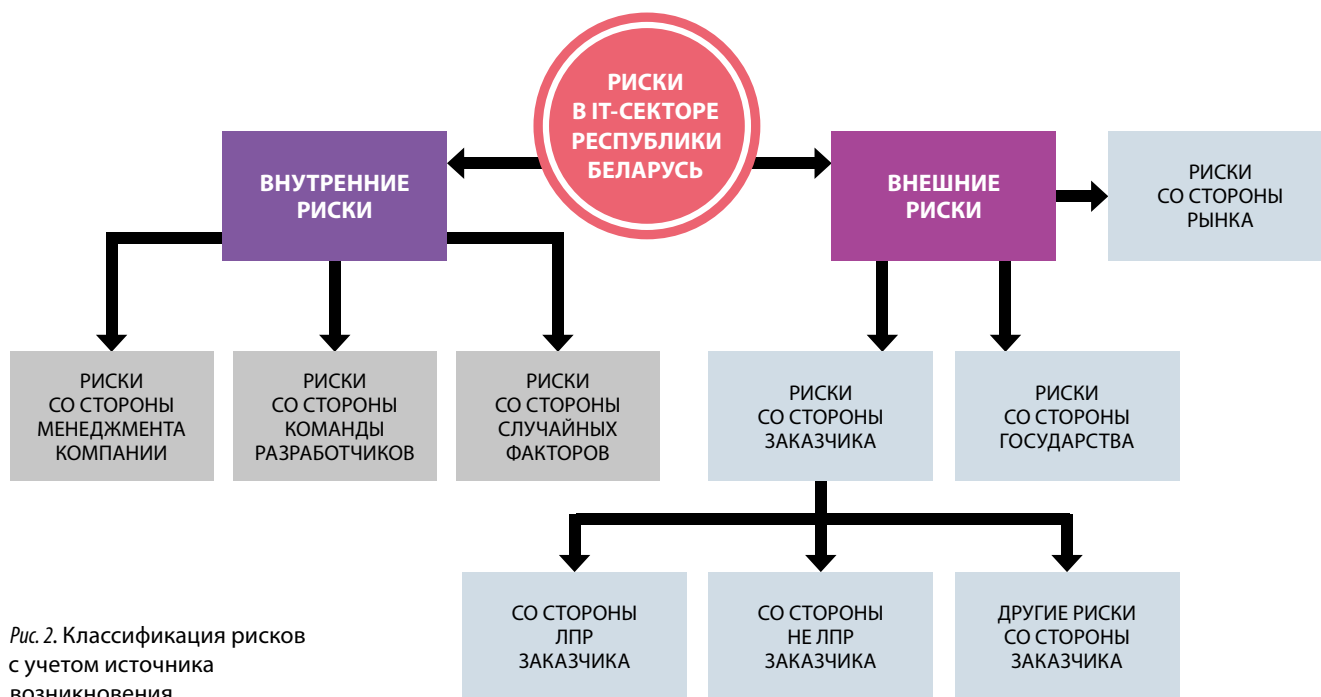 РИСКИ
В IT-СЕКТОРЕ
РЕСПУБЛИКИ
БЕЛАРУСЬ
ВНУТРЕННИЕ
РИСКИ
ВНЕШНИЕ
РИСКИ
РИСКИ
СО СТОРОНЫ
РЫНКА
РИСКИ
СО СТОРОНЫ
МЕНЕДЖМЕНТА
КОМПАНИИ
РИСКИ
СО СТОРОНЫ
КОМАНДЫ
РАЗРАБОТЧИКОВ
РИСКИ
СО СТОРОНЫ
СЛУЧАЙНЫХ
ФАКТОРОВ
РИСКИ
СО СТОРОНЫ
ЗАКАЗЧИКА
РИСКИ
СО СТОРОНЫ
ГОСУДАРСТВА
СО СТОРОНЫ
ЛПР
ЗАКАЗЧИКА
СО СТОРОНЫ
НЕ ЛПР
ЗАКАЗЧИКА
ДРУГИЕ РИСКИ
СО СТОРОНЫ
ЗАКАЗЧИКА
Рис. 2. Классификация рисков
с учетом источника
возникновения